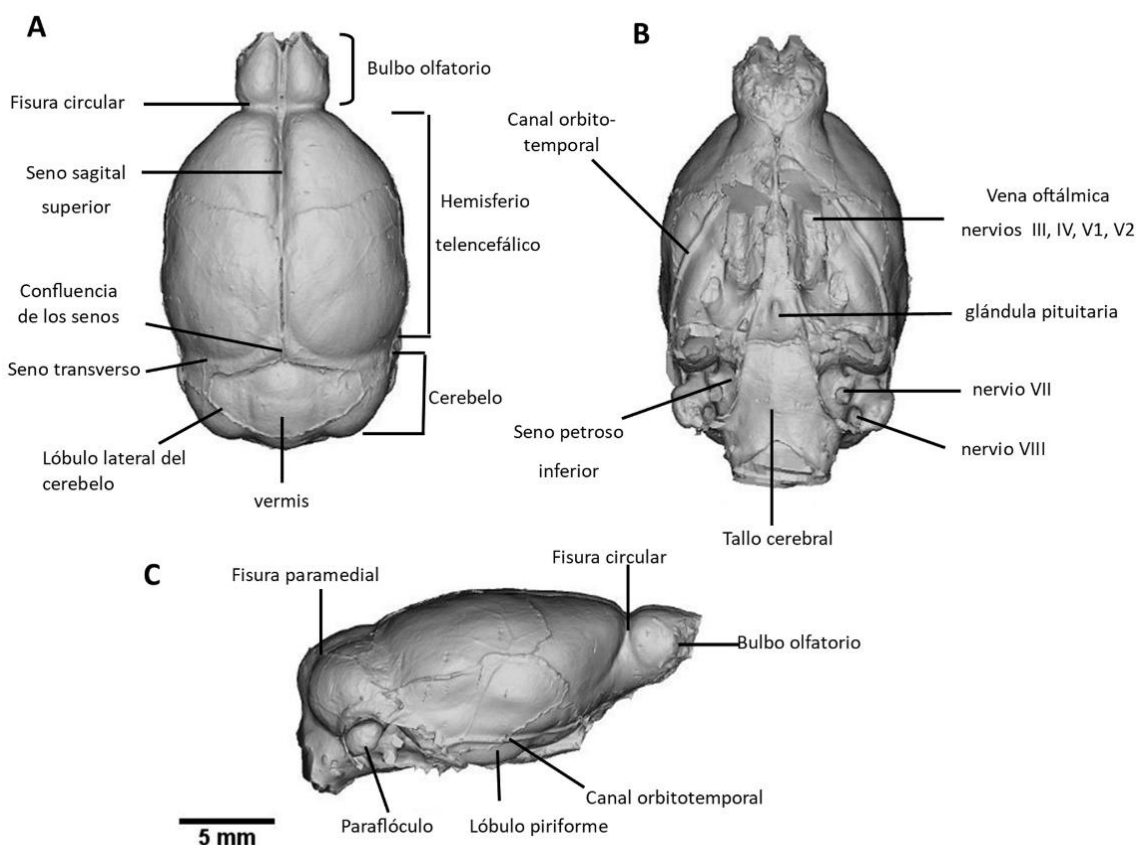 A
Bulbo olfatorio
Fisura circular
Seno sagital
superior
Hemisferio
telencefálico
Confluencia
de los senos
Seno transverso
Cerebelo
Lóbulo lateral del
cerebelo
vermis
B
Canal orbito-
temporal
Vena oftálmica
nervios III, IV, V1, V2
glándula pituitaria
nervio VII
Seno petroso
inferior
nervio VIII
Tallo cerebral
C
Fisura paramedial
Fisura circular
Bulbo olfatorio
Canal orbitotemporal
Paraflóculo
Lóbulo piriforme
5 mm